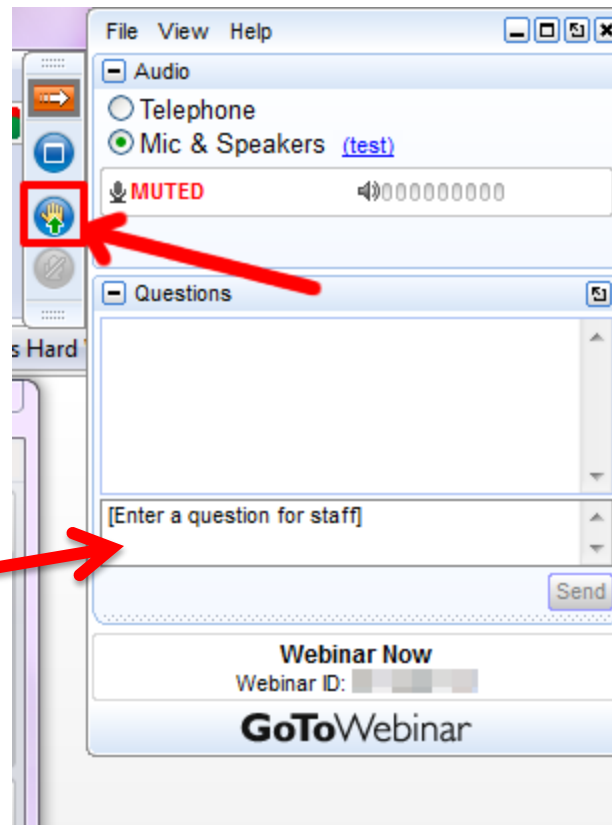 File View Help
Audio
Telephone
Mic & Speakers (test)
MUTED 000000000
Questions
s Hard
[Enter a question for staff]
Send
Webinar Now
Webinar ID:
GoToWebinar